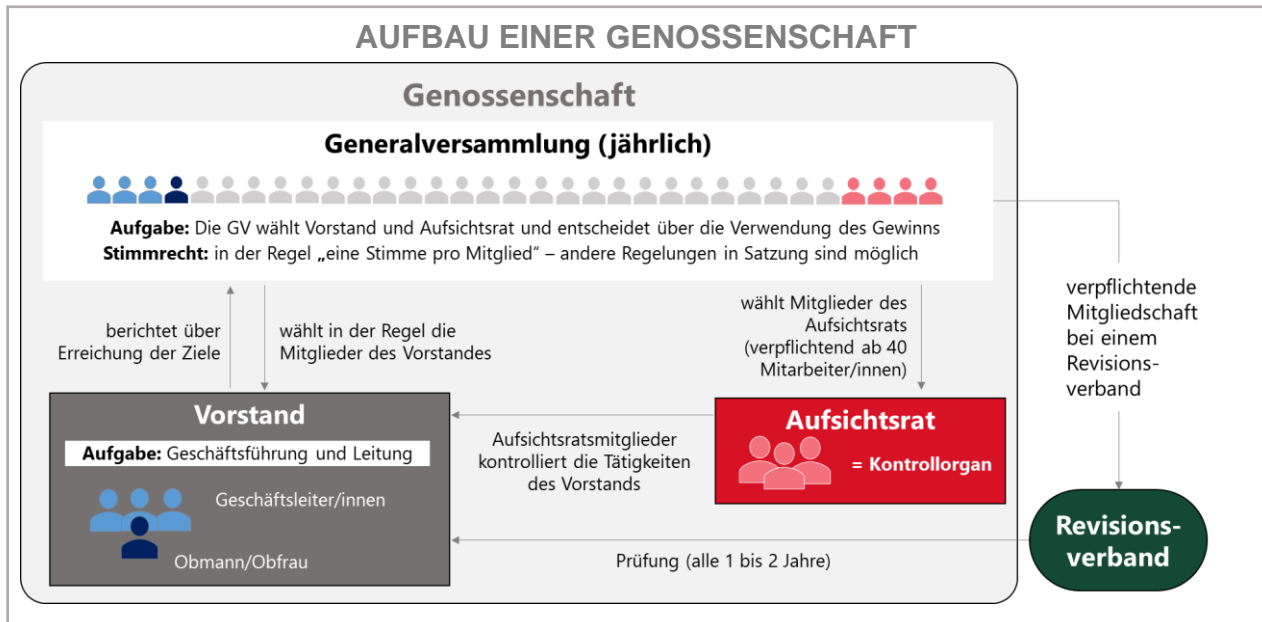 AUFBAU EINER GENOSSENSCHAFT
Genossenschaft
Generalversammlung (jährlich)
Aufgabe: Die GV wählt Vorstand und Aufsichtsrat und entscheidet über die Verwendung des Gewinns
Stimmrecht: in der Regel „eine Stimme pro Mitglied“ – andere Regelungen in Satzung sind möglich
berichtet über
Erreichung der Ziele
wählt in der Regel die
Mitglieder des Vorstandes
wählt Mitglieder des
Aufsichtsrats
(verpflichtend ab 40
Mitarbeiter/innen)
verpflichtende
Mitgliedschaft
bei einem
Revisions-
verband
Vorstand
Aufgabe: Geschäftsführung und Leitung
Geschäftsleiter/innen
Obmann/Obfrau
Aufsichtsratsmitglieder
kontrolliert die Tätigkeiten
des Vorstands
Aufsichtsrat
= Kontrollorgan
Prüfung (alle 1 bis 2 Jahre)
Revisions-
verband